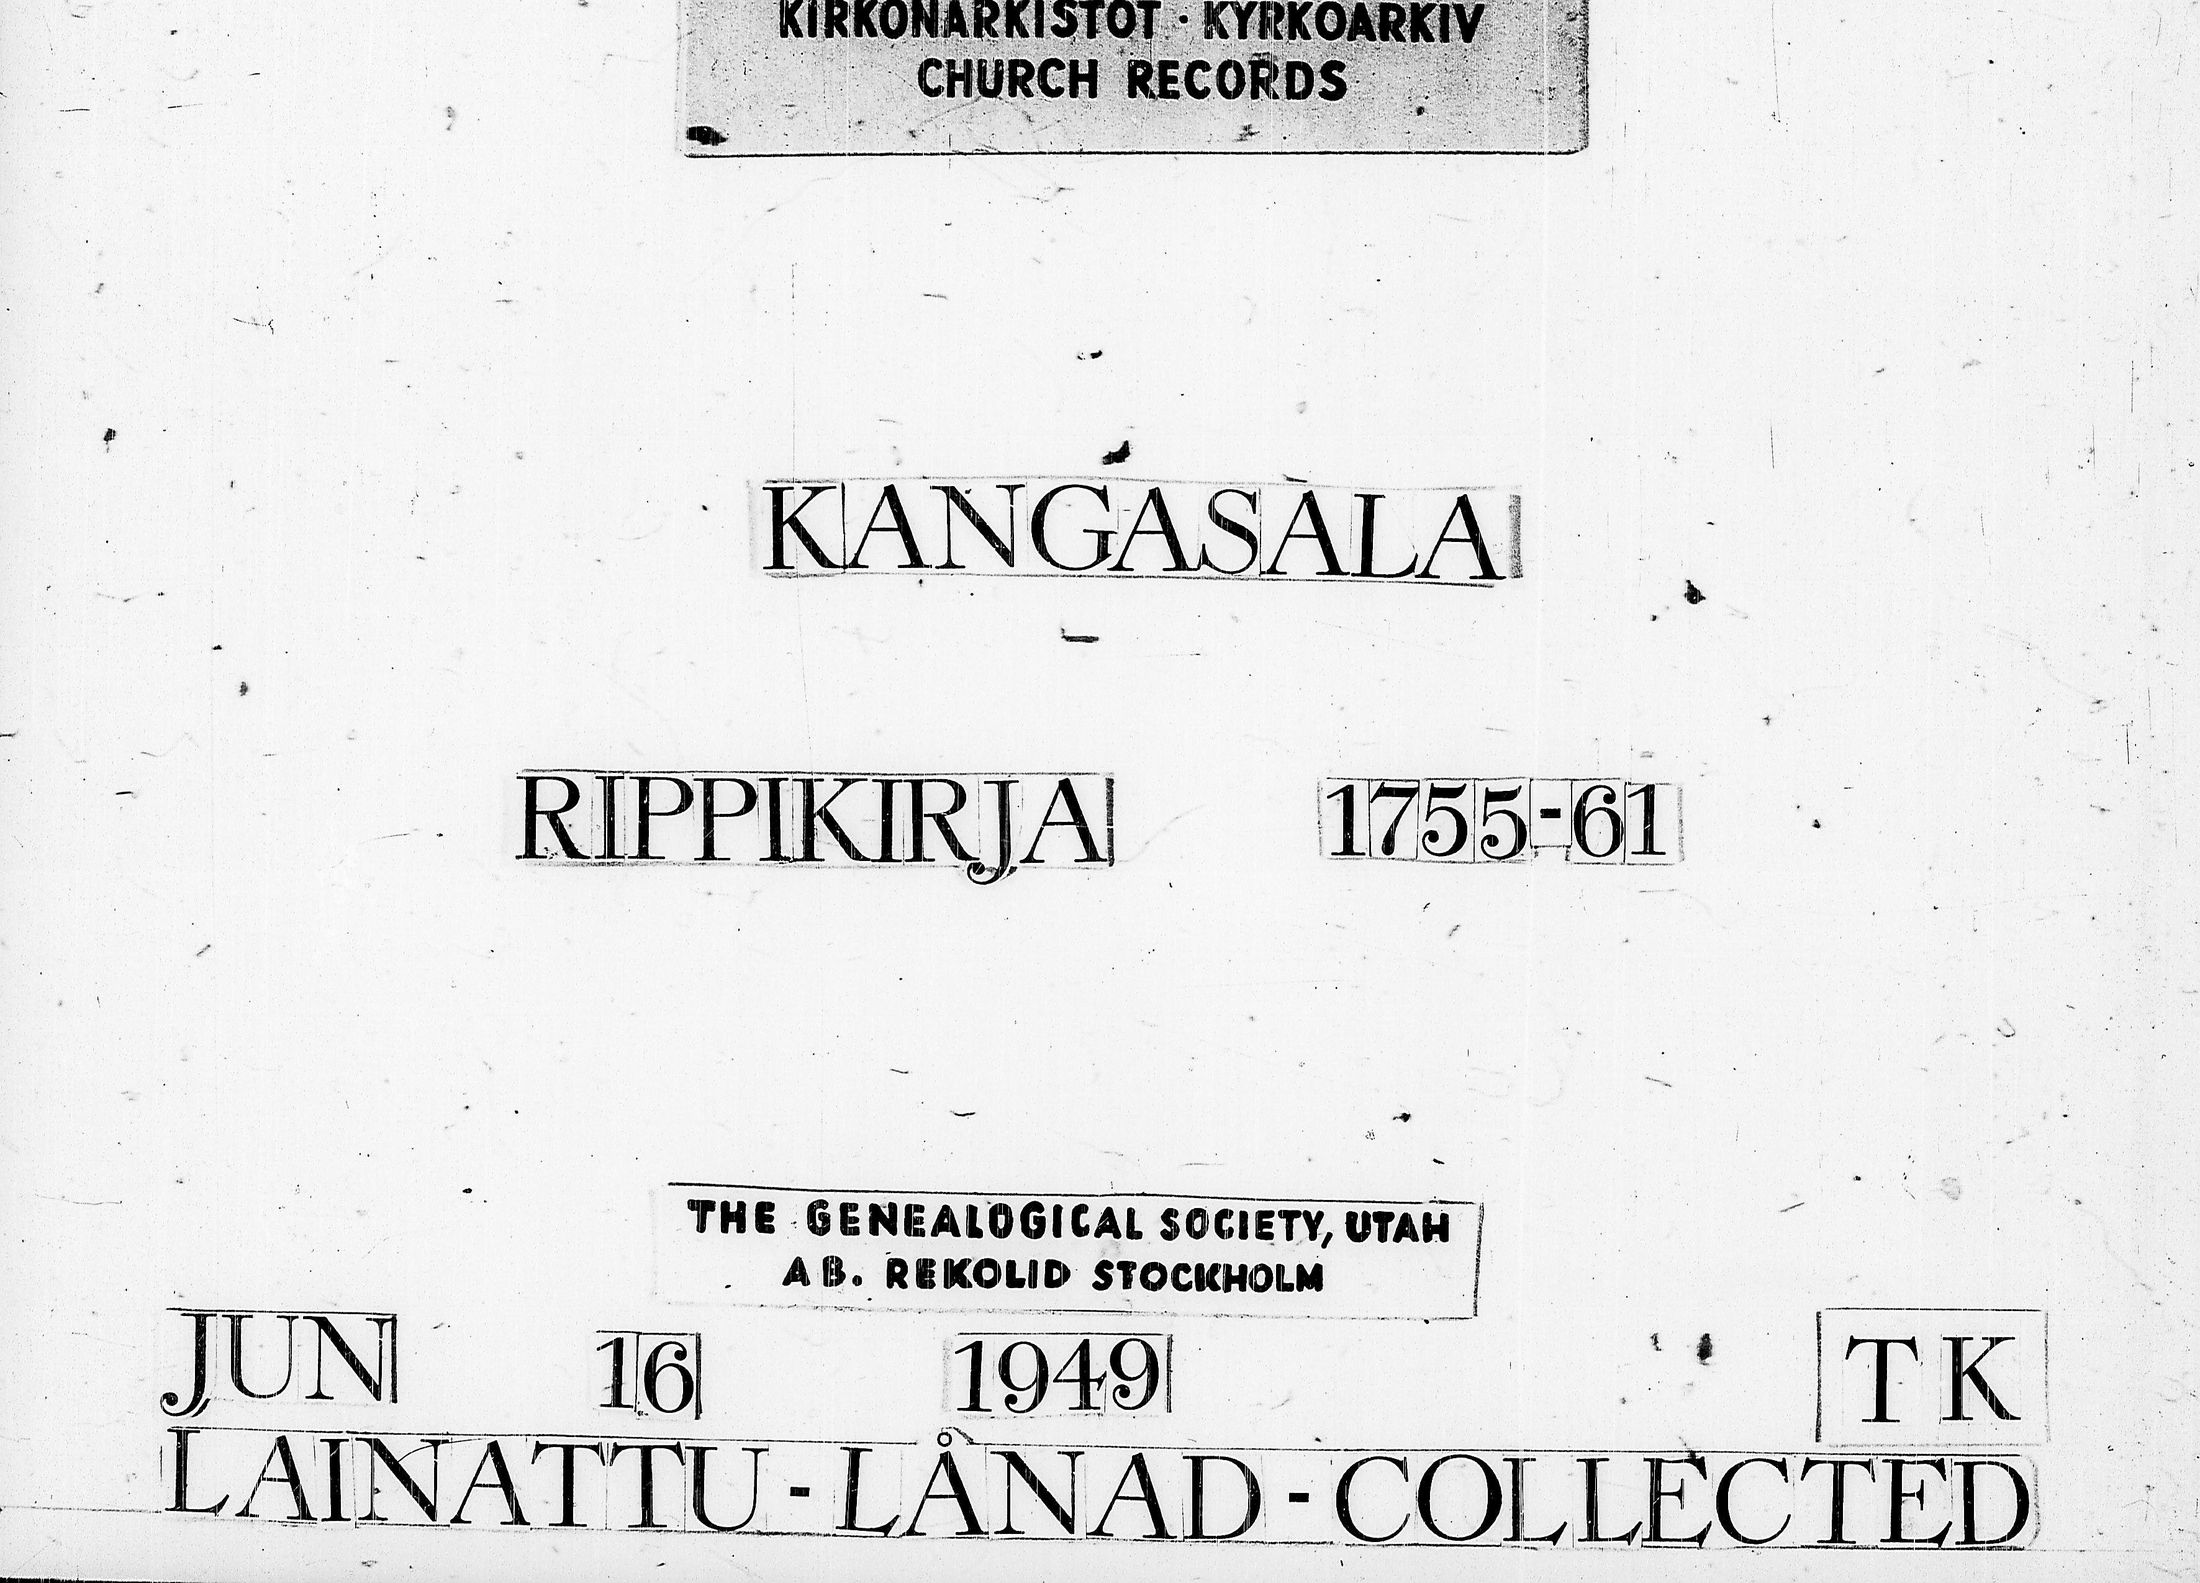 KIRKONARKISTOT · KYRKOARKIV
CHURCH RECORDS
KANGASALA
RIPPIKIRJA 1755-61
THE GENEALOGICAL SOCIETY, UTAH
AB. REKOLID STOCKHOLM
JUN 16 1949 TK
LAINATTU - LÅNAD - COLLECTED